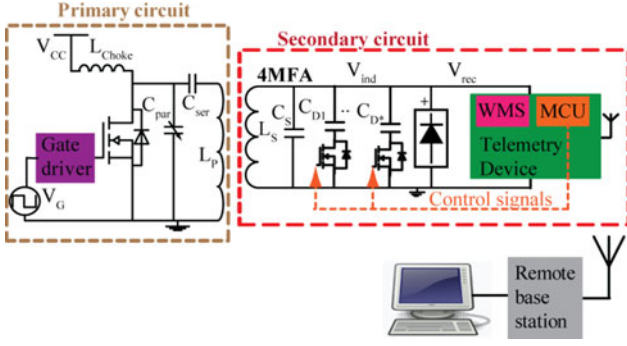 Primary circuit
V_CC
L_Choke
C_par
C_ser
Gate driver
L_P
V_G
Secondary circuit
4MFA
V_ind
V_rec
C_S
C_D1
..
C_D*
L_S
+
WMS
MCU
Telemetry
Device
Control signals
Remote
base
station